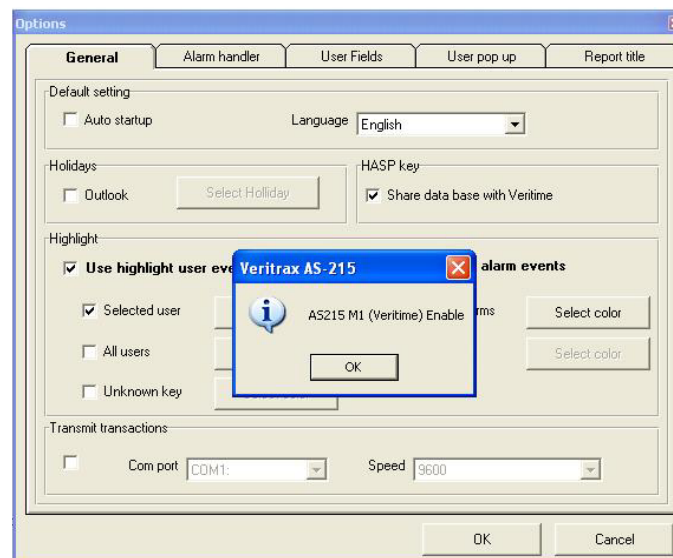 Options
General Alarm handler User Fields User pop up Report title
Default setting
Auto startup Language English
Holidays HASP key
Outlook Select Holliday Share data base with Veritime
Highlight
Use highlight user alarm events
Veritrax AS-215
Selected user Select color
AS215 M1 (Veritime) Enable
All users Select color
OK
Unknown key
Transmit transactions
Com port COM1: Speed 9600
OK Cancel